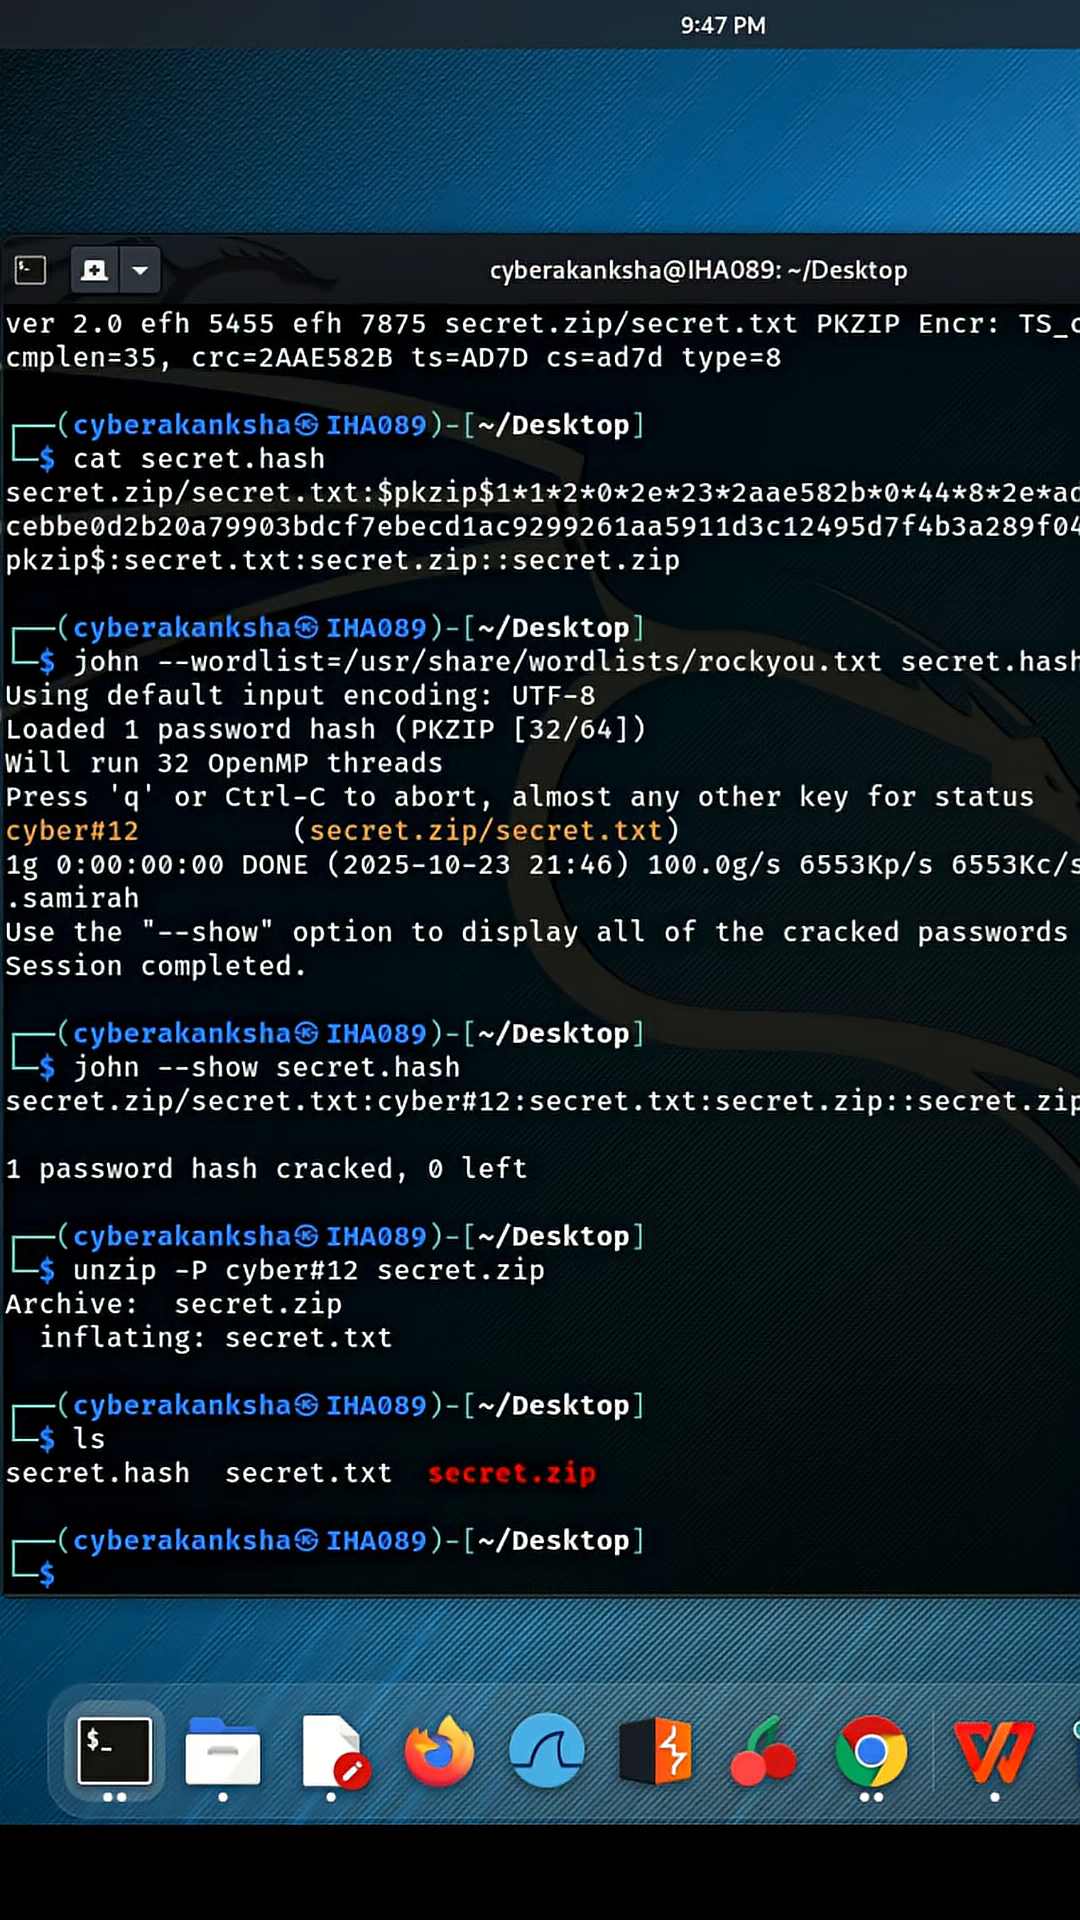 9:47 PM
cyberakanksha@IHA089: ~/Desktop
ver 2.0 efh 5455 efh 7875 secret.zip/secret.txt PKZIP Encr: TS_c
cmplen=35, crc=2AAE582B ts=AD7D cs=ad7d type=8
┌──(cyberakanksha㉿IHA089)-[~/Desktop]
└─$ cat secret.hash
secret.zip/secret.txt:$pkzip$1*1*2*0*2e*23*2aae582b*0*44*8*2e*ad
cebbe0d2b20a79903bdcf7ebecd1ac9299261aa5911d3c12495d7f4b3a289f04
pkzip$:secret.txt:secret.zip::secret.zip
┌──(cyberakanksha㉿IHA089)-[~/Desktop]
└─$ john --wordlist=/usr/share/wordlists/rockyou.txt secret.hash
Using default input encoding: UTF-8
Loaded 1 password hash (PKZIP [32/64])
Will run 32 OpenMP threads
Press 'q' or Ctrl-C to abort, almost any other key for status
cyber#12 (secret.zip/secret.txt)
1g 0:00:00:00 DONE (2025-10-23 21:46) 100.0g/s 6553Kp/s 6553Kc/s
.samirah
Use the "--show" option to display all of the cracked passwords
Session completed.
┌──(cyberakanksha㉿IHA089)-[~/Desktop]
└─$ john --show secret.hash
secret.zip/secret.txt:cyber#12:secret.txt:secret.zip::secret.zip
1 password hash cracked, 0 left
┌──(cyberakanksha㉿IHA089)-[~/Desktop]
└─$ unzip -P cyber#12 secret.zip
Archive:  secret.zip
inflating: secret.txt
┌──(cyberakanksha㉿IHA089)-[~/Desktop]
└─$ ls
secret.hash  secret.txt  secret.zip
┌──(cyberakanksha㉿IHA089)-[~/Desktop]
└─$
$_